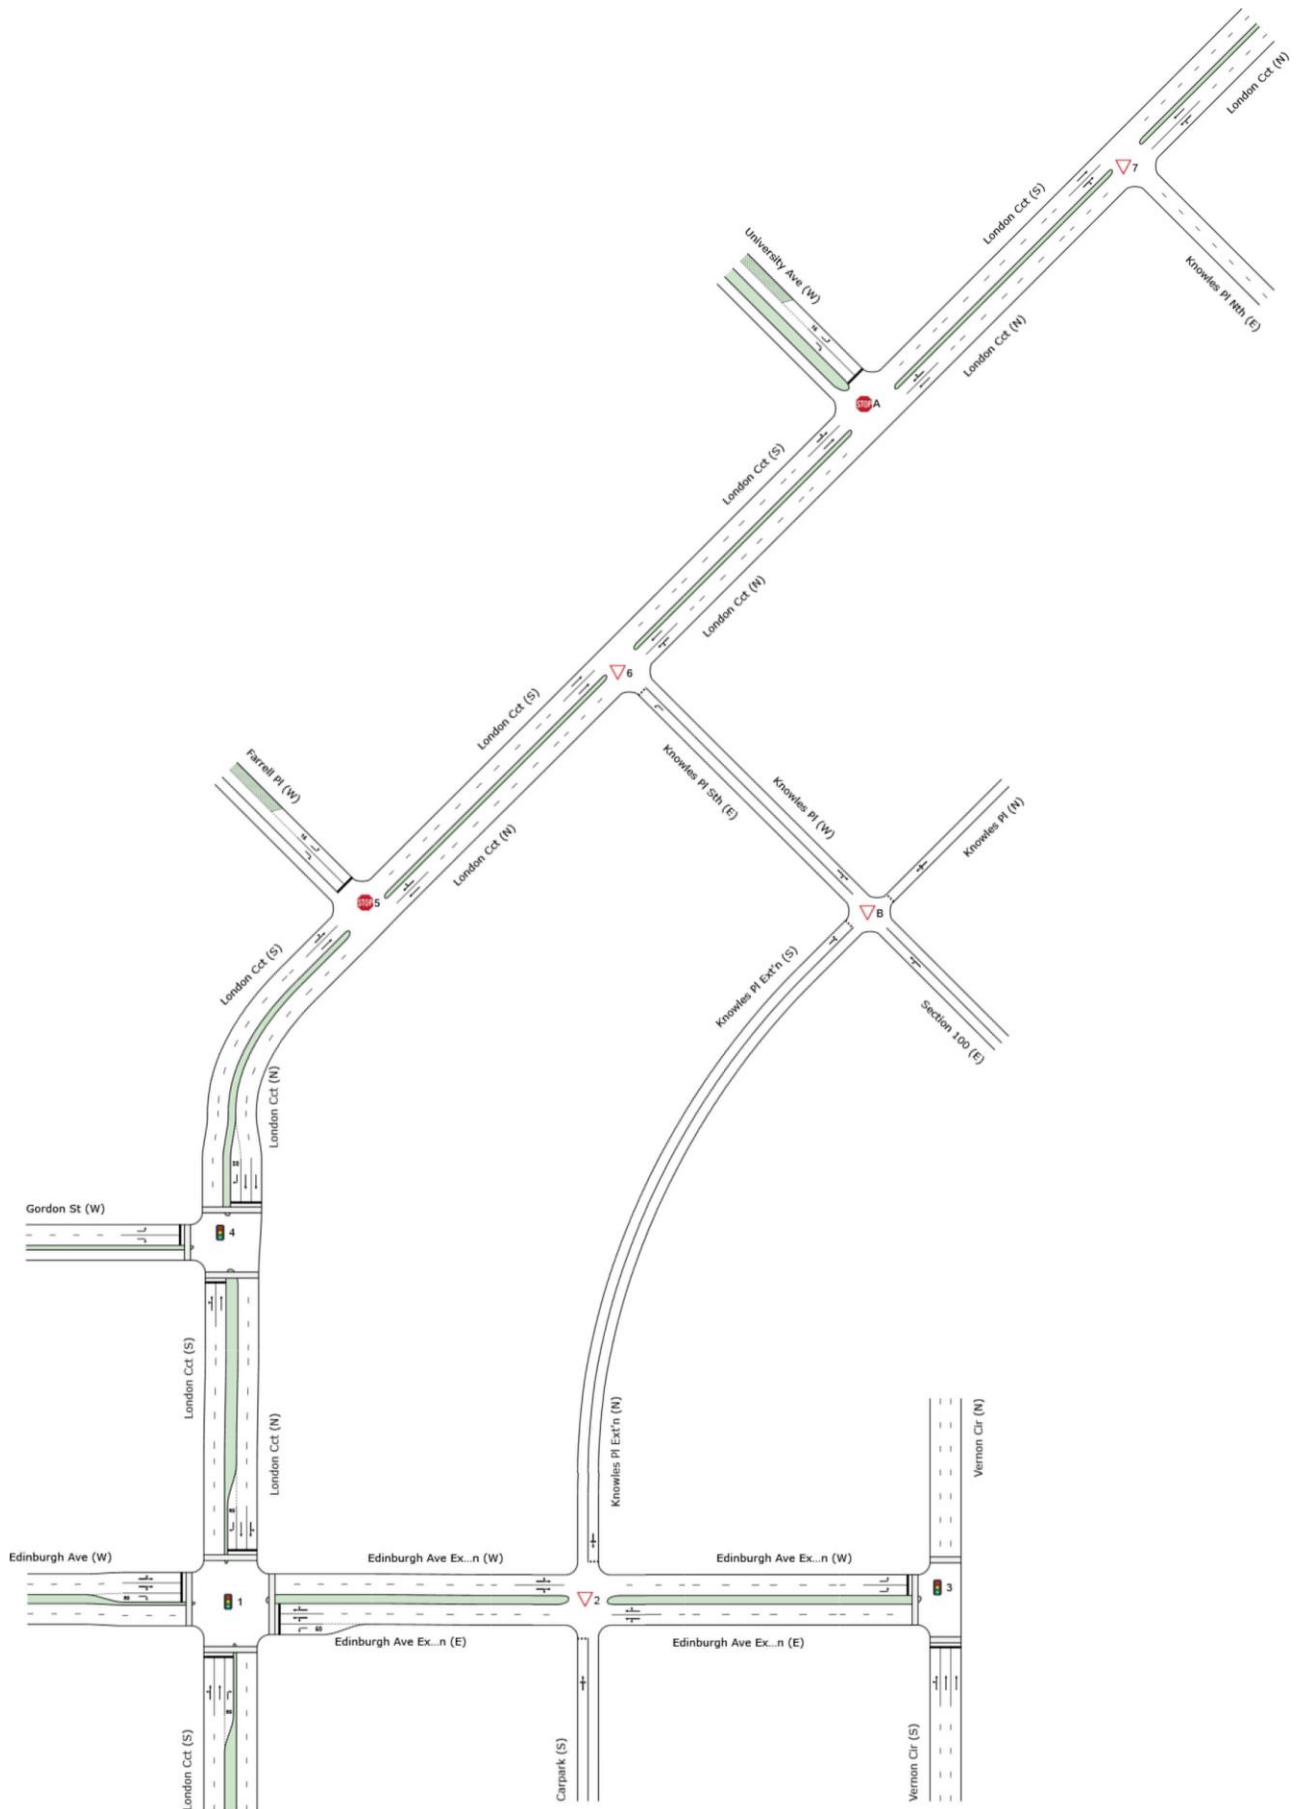 London Cct (N)
7
London Cct (S)
University Ave (W)
Knowles Pl Nth (E)
London Cct (N)
STOP A
London Cct (S)
London Cct (N)
6
London Cct (S)
Farrell Pl (W)
Knowles Pl Sth (E)
Knowles Pl (W)
Knowles Pl (N)
London Cct (N)
STOP 5
B
London Cct (S)
Knowles Pl Ext'n (S)
Section 100 (E)
London Cct (N)
Gordon St (W)
4
London Cct (S)
London Cct (N)
Knowles Pl Ext'n (N)
Vernon Cir (N)
Edinburgh Ave (W)
Edinburgh Ave Ex...n (W)
Edinburgh Ave Ex...n (W)
1
2
3
60
Edinburgh Ave Ex...n (E)
Edinburgh Ave Ex...n (E)
London Cct (S)
Carpark (S)
Vernon Cir (S)